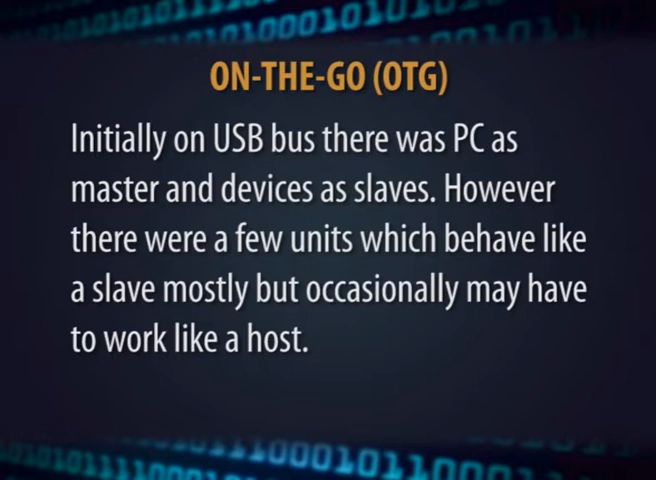 ON-THE-GO (OTG)
Initially on USB bus there was PC as
master and devices as slaves. However
there were a few units which behave like
a slave mostly but occasionally may have
to work like a host.